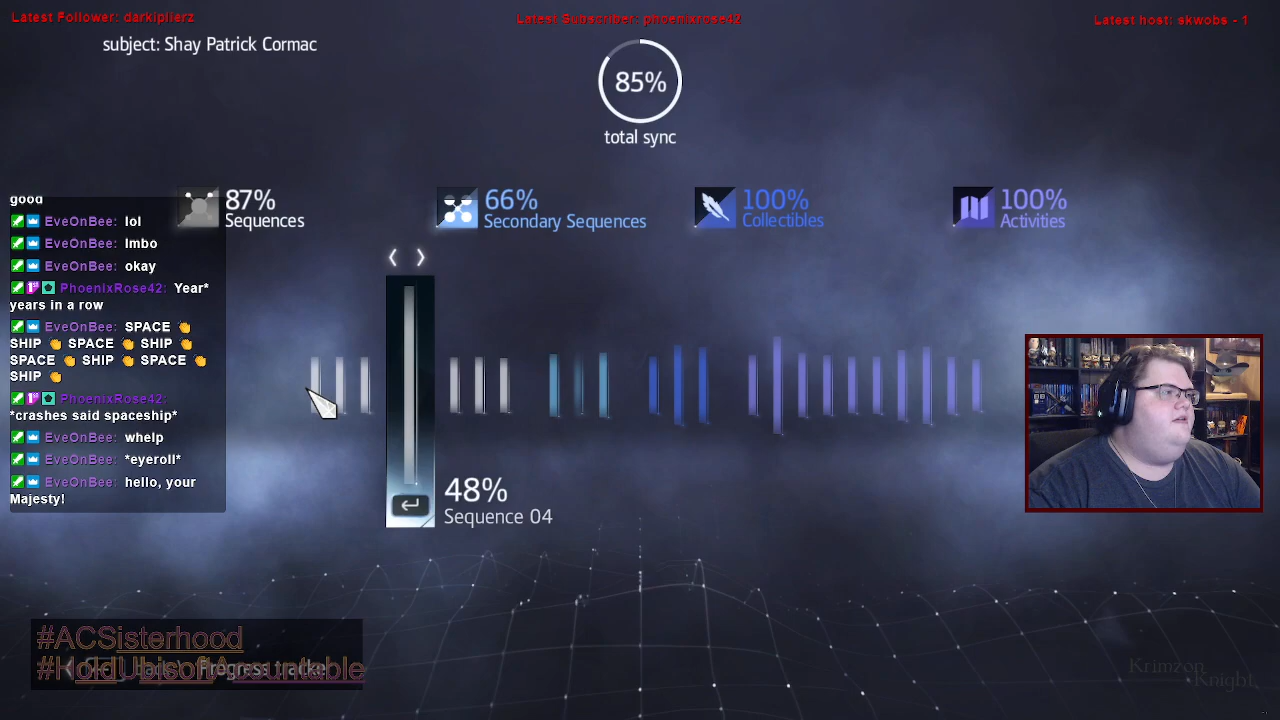 Latest Follower: darkiplierz
Latest Subscriber: phoenixrose42
Latest host: skwobs - 1
subject: Shay Patrick Cormac
85%
total sync
87%
Sequences
66%
Secondary Sequences
100%
Collectibles
100%
Activities
good
EveOnBee: lol
EveOnBee: lmbo
EveOnBee: okay
PhoenixRose42: Year*
years in a row
EveOnBee: SPACE 👏
SHIP 👏 SPACE 👏 SHIP 👏
SPACE 👏 SHIP 👏 SPACE 👏
SHIP 👏
PhoenixRose42:
*crashes said spaceship*
EveOnBee: whelp
EveOnBee: *eyeroll*
EveOnBee: hello, your
Majesty!
48%
Sequence 04
#ACSisterhood
#HoldUbisoftAccountable
Progress tracker
Krimzon
Knight